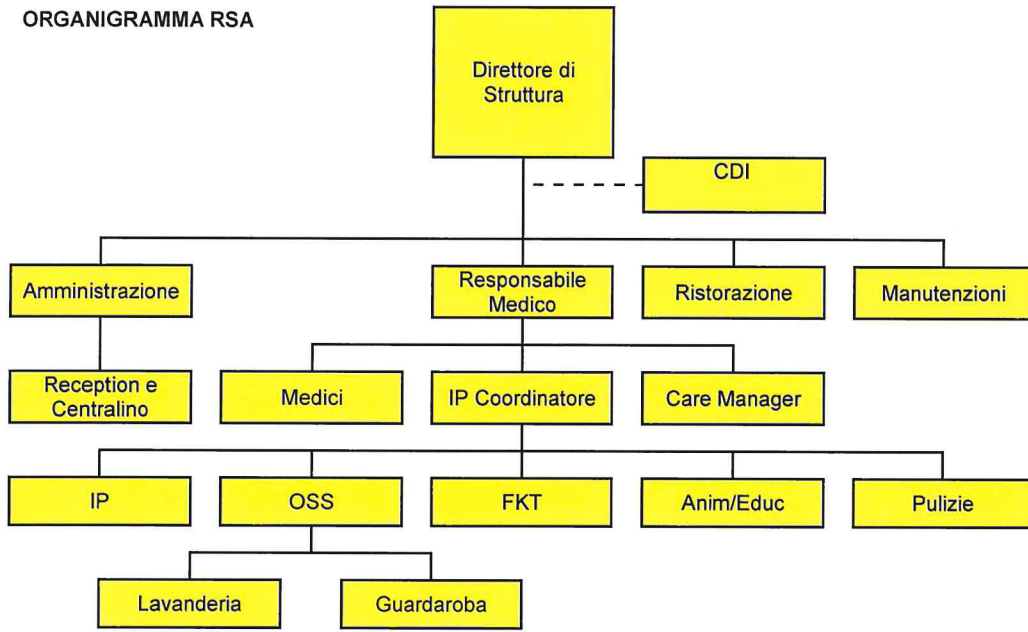 ORGANIGRAMMA RSA
Direttore di
Struttura
CDI
Amministrazione
Responsabile
Medico
Ristorazione
Manutenzioni
Reception e
Centralino
Medici
IP Coordinatore
Care Manager
IP
OSS
FKT
Anim/Educ
Pulizie
Lavanderia
Guardaroba